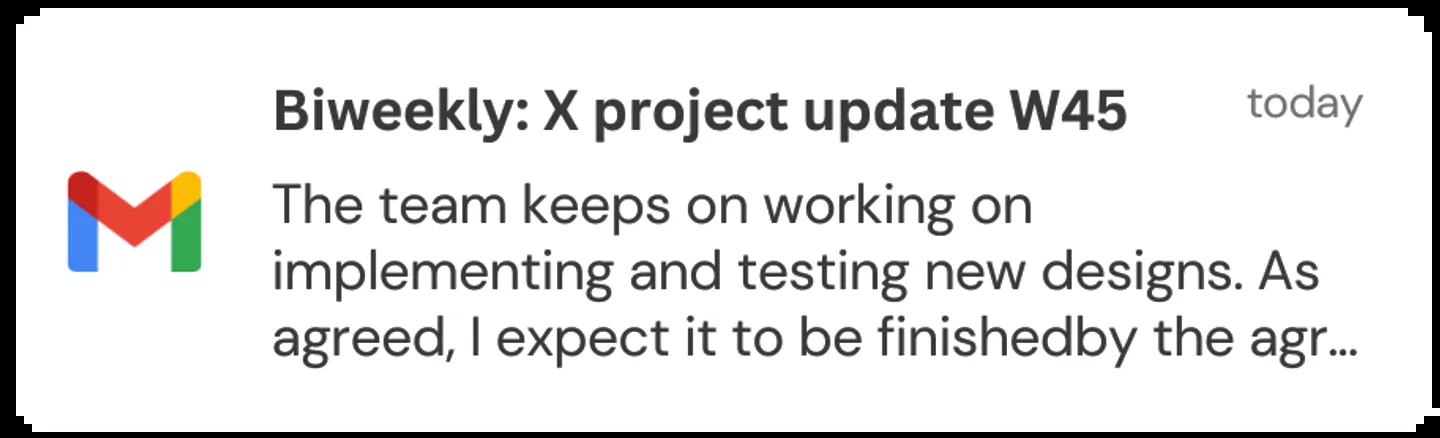 Biweekly: X project update W45
today
The team keeps on working on
implementing and testing new designs. As
agreed, I expect it to be finishedby the agr...